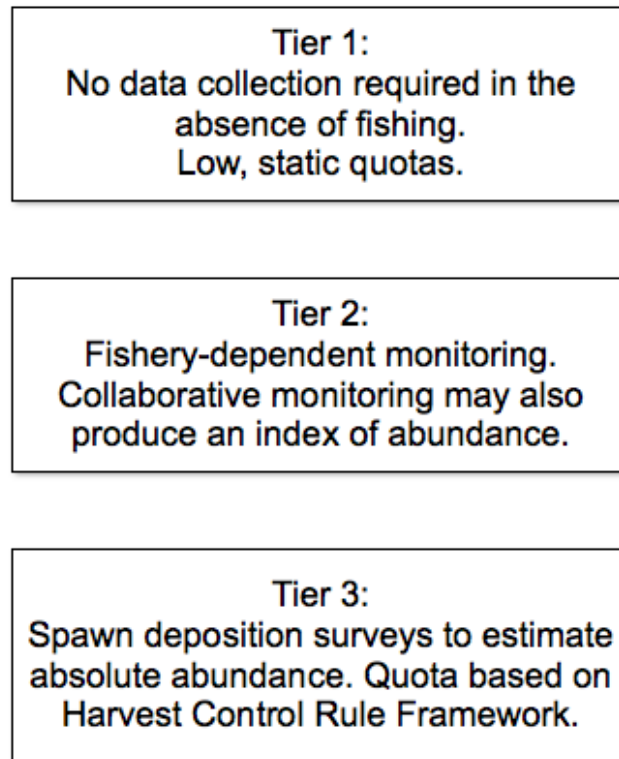 Tier 1:
No data collection required in the
absence of fishing.
Low, static quotas.
Tier 2:
Fishery-dependent monitoring.
Collaborative monitoring may also
produce an index of abundance.
Tier 3:
Spawn deposition surveys to estimate
absolute abundance. Quota based on
Harvest Control Rule Framework.